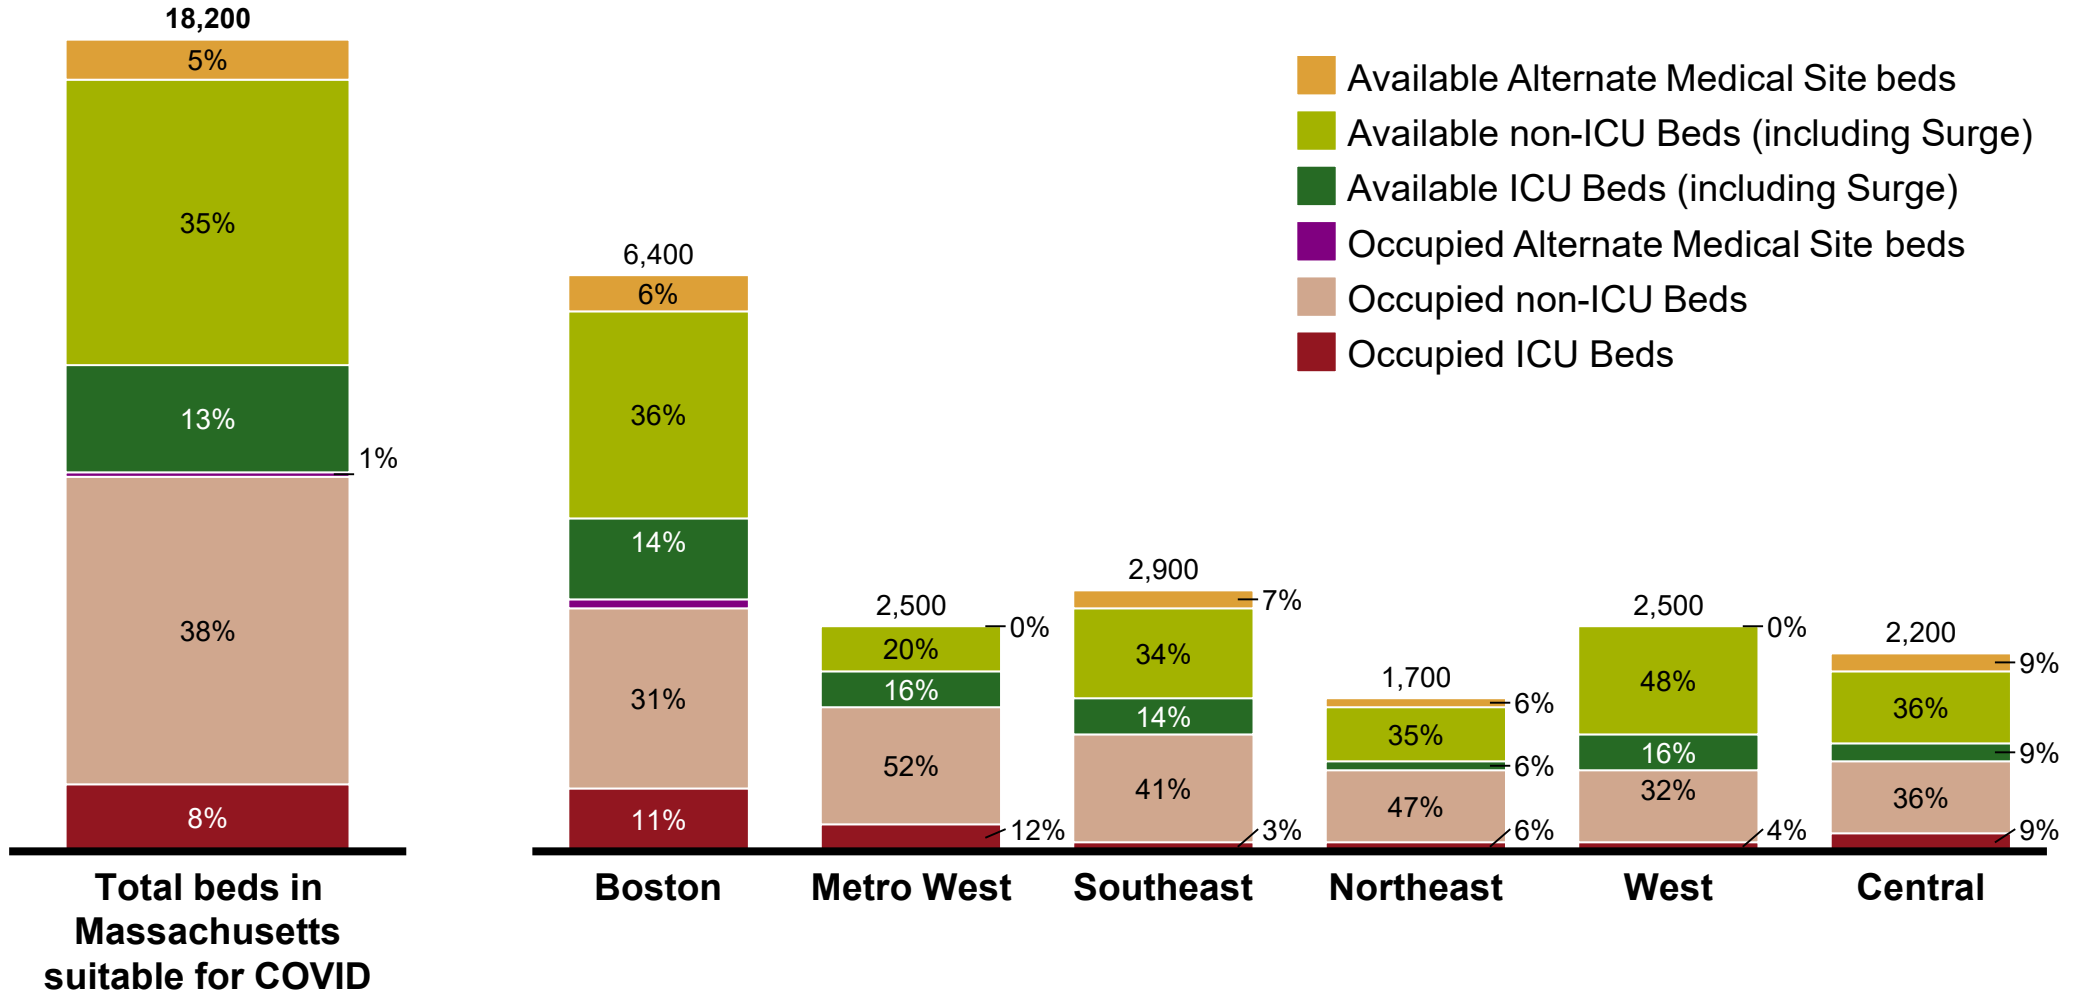 18,200
5%
35%
13%
1%
38%
8%
Total beds in
Massachusetts
suitable for COVID
6,400
6%
36%
14%
31%
11%
Boston
2,500
0%
20%
16%
52%
12%
Metro West
2,900
7%
34%
14%
41%
3%
Southeast
1,700
6%
35%
6%
47%
6%
Northeast
2,500
0%
48%
16%
32%
4%
West
2,200
9%
36%
9%
36%
9%
Central
Available Alternate Medical Site beds
Available non-ICU Beds (including Surge)
Available ICU Beds (including Surge)
Occupied Alternate Medical Site beds
Occupied non-ICU Beds
Occupied ICU Beds